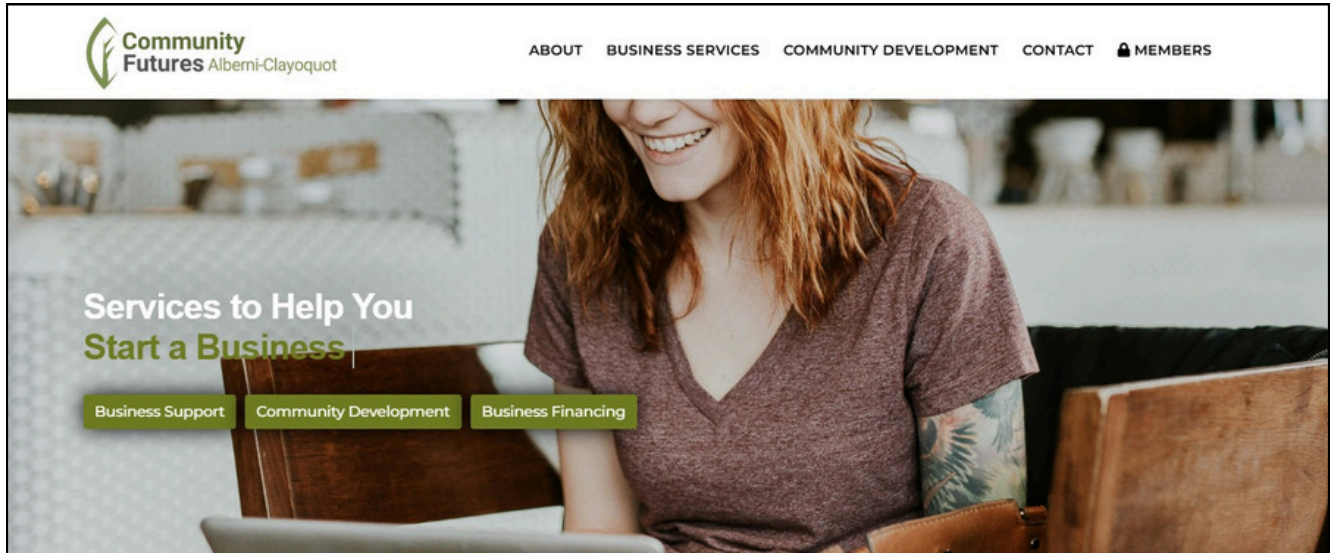 Community
Futures Alberni-Clayoquot
ABOUT BUSINESS SERVICES COMMUNITY DEVELOPMENT CONTACT MEMBERS
Services to Help You
Start a Business
Business Support Community Development Business Financing